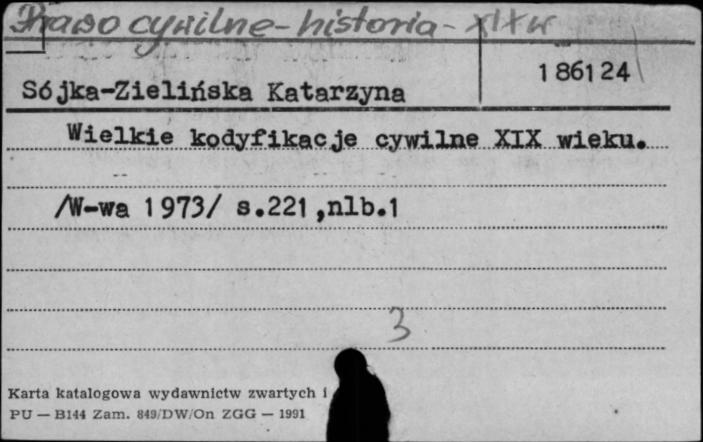 Prawo cywilne - historia - XIX w
186124
Sójka-Zielińska Katarzyna
Wielkie kodyfikacje cywilne XIX wieku.
/W-wa 1973/ s.221,nlb.1
3
Karta katalogowa wydawnictw zwartych i
PU — B144 Zam. 849/DW/On ZGG — 1991